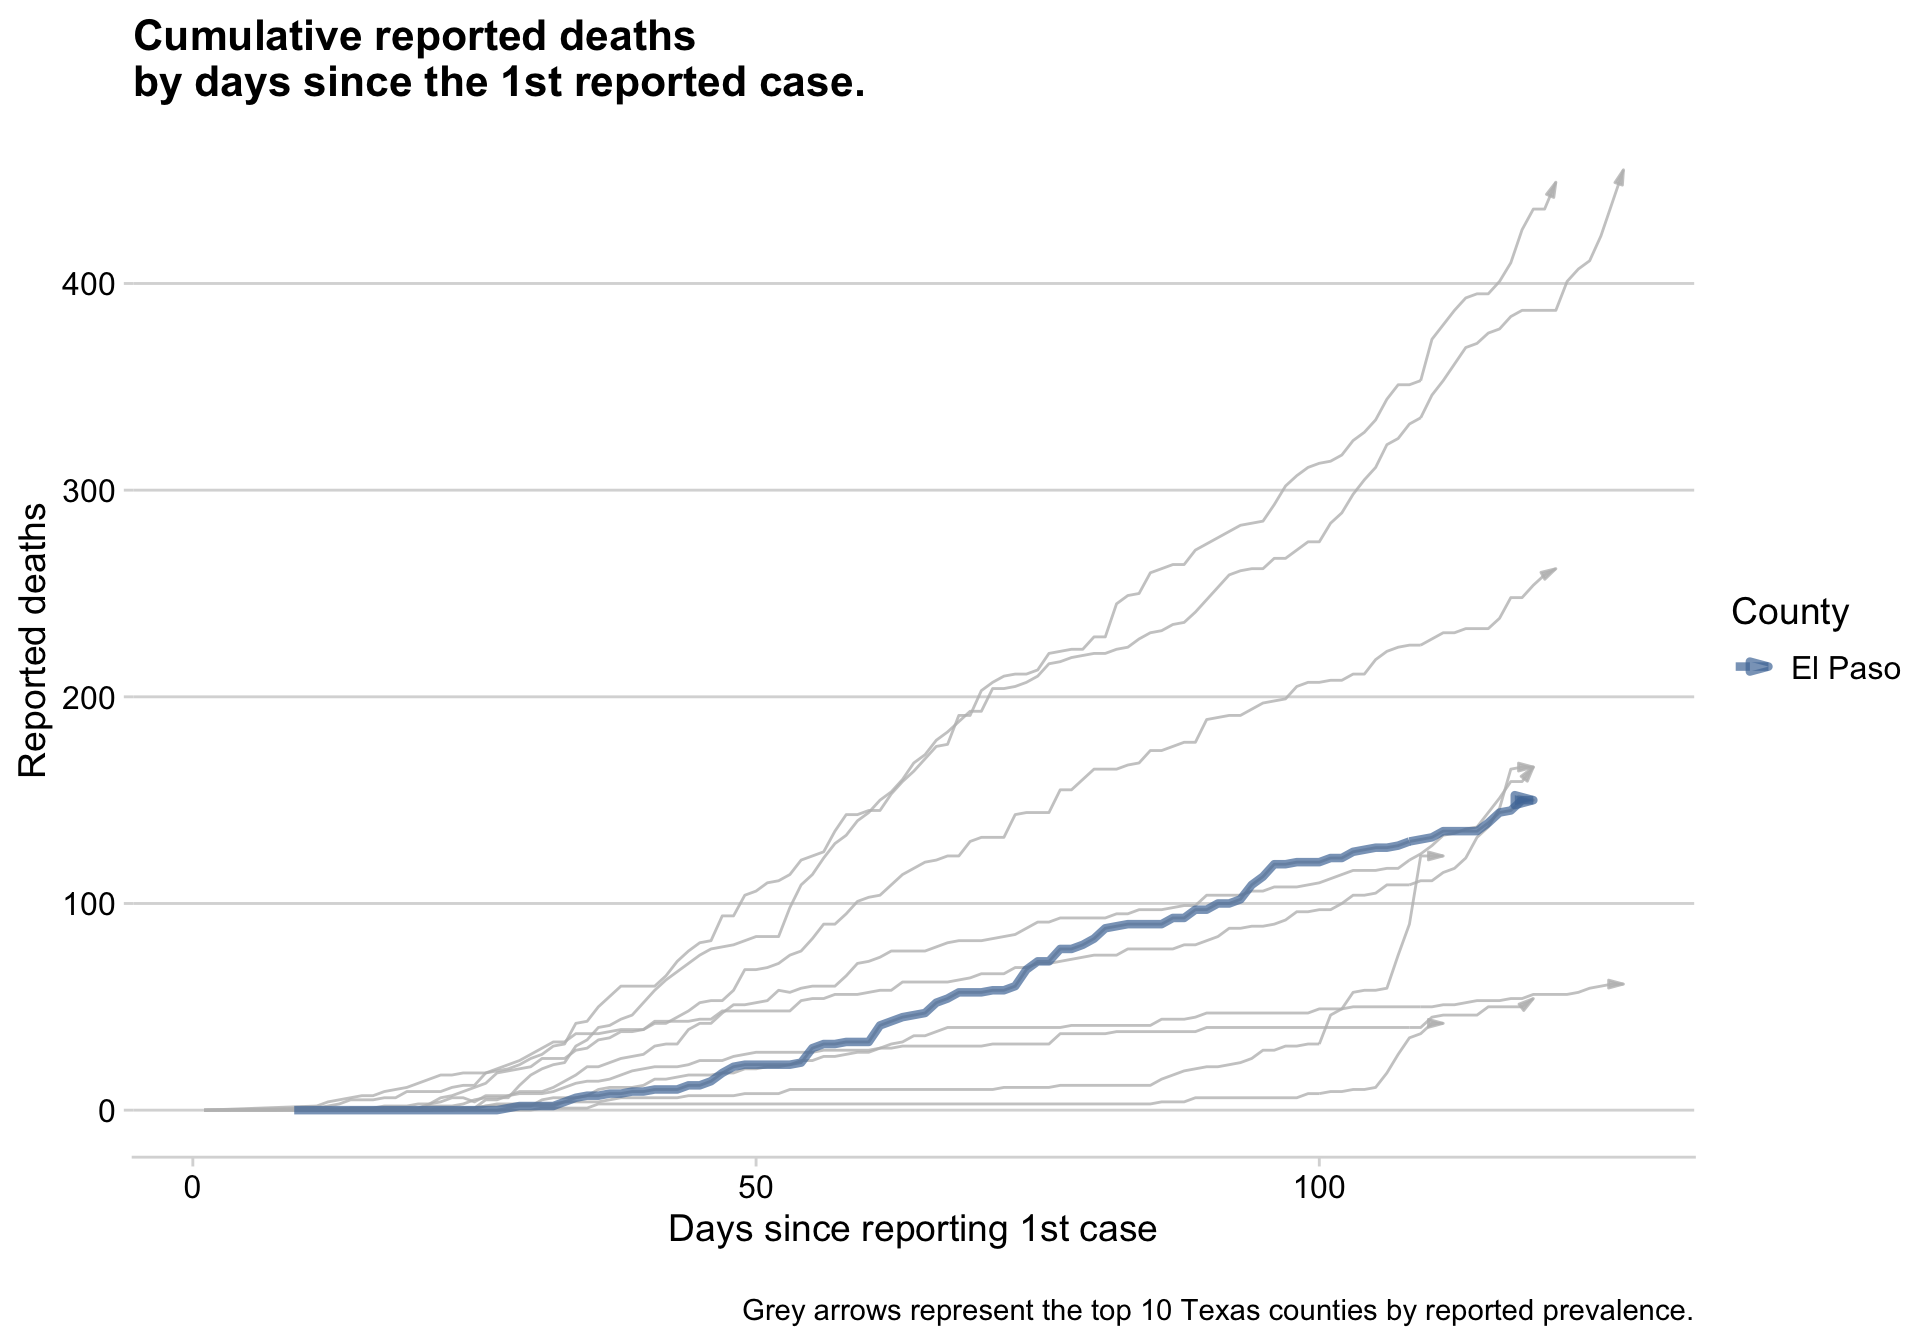 Cumulative reported deaths
by days since the 1st reported case.
400
300
200
100
0
Reported deaths
0
50
100
Days since reporting 1st case
County
El Paso
Grey arrows represent the top 10 Texas counties by reported prevalence.